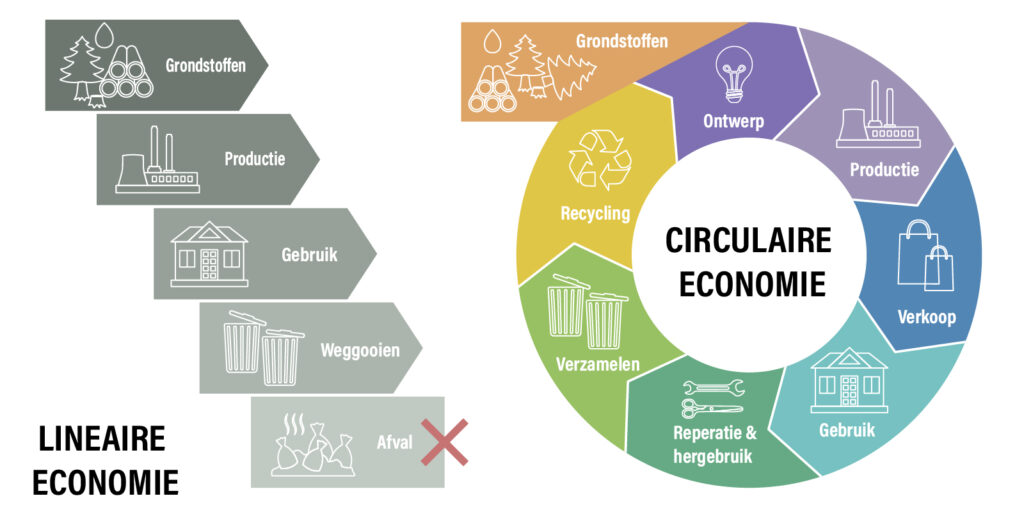 Grondstoffen
Productie
Gebruik
Weggooien
Afval
LINEAIRE
ECONOMIE
Grondstoffen
Ontwerp
Productie
Verkoop
Gebruik
Reperatie &
hergebruik
Verzamelen
Recycling
CIRCULAIRE
ECONOMIE